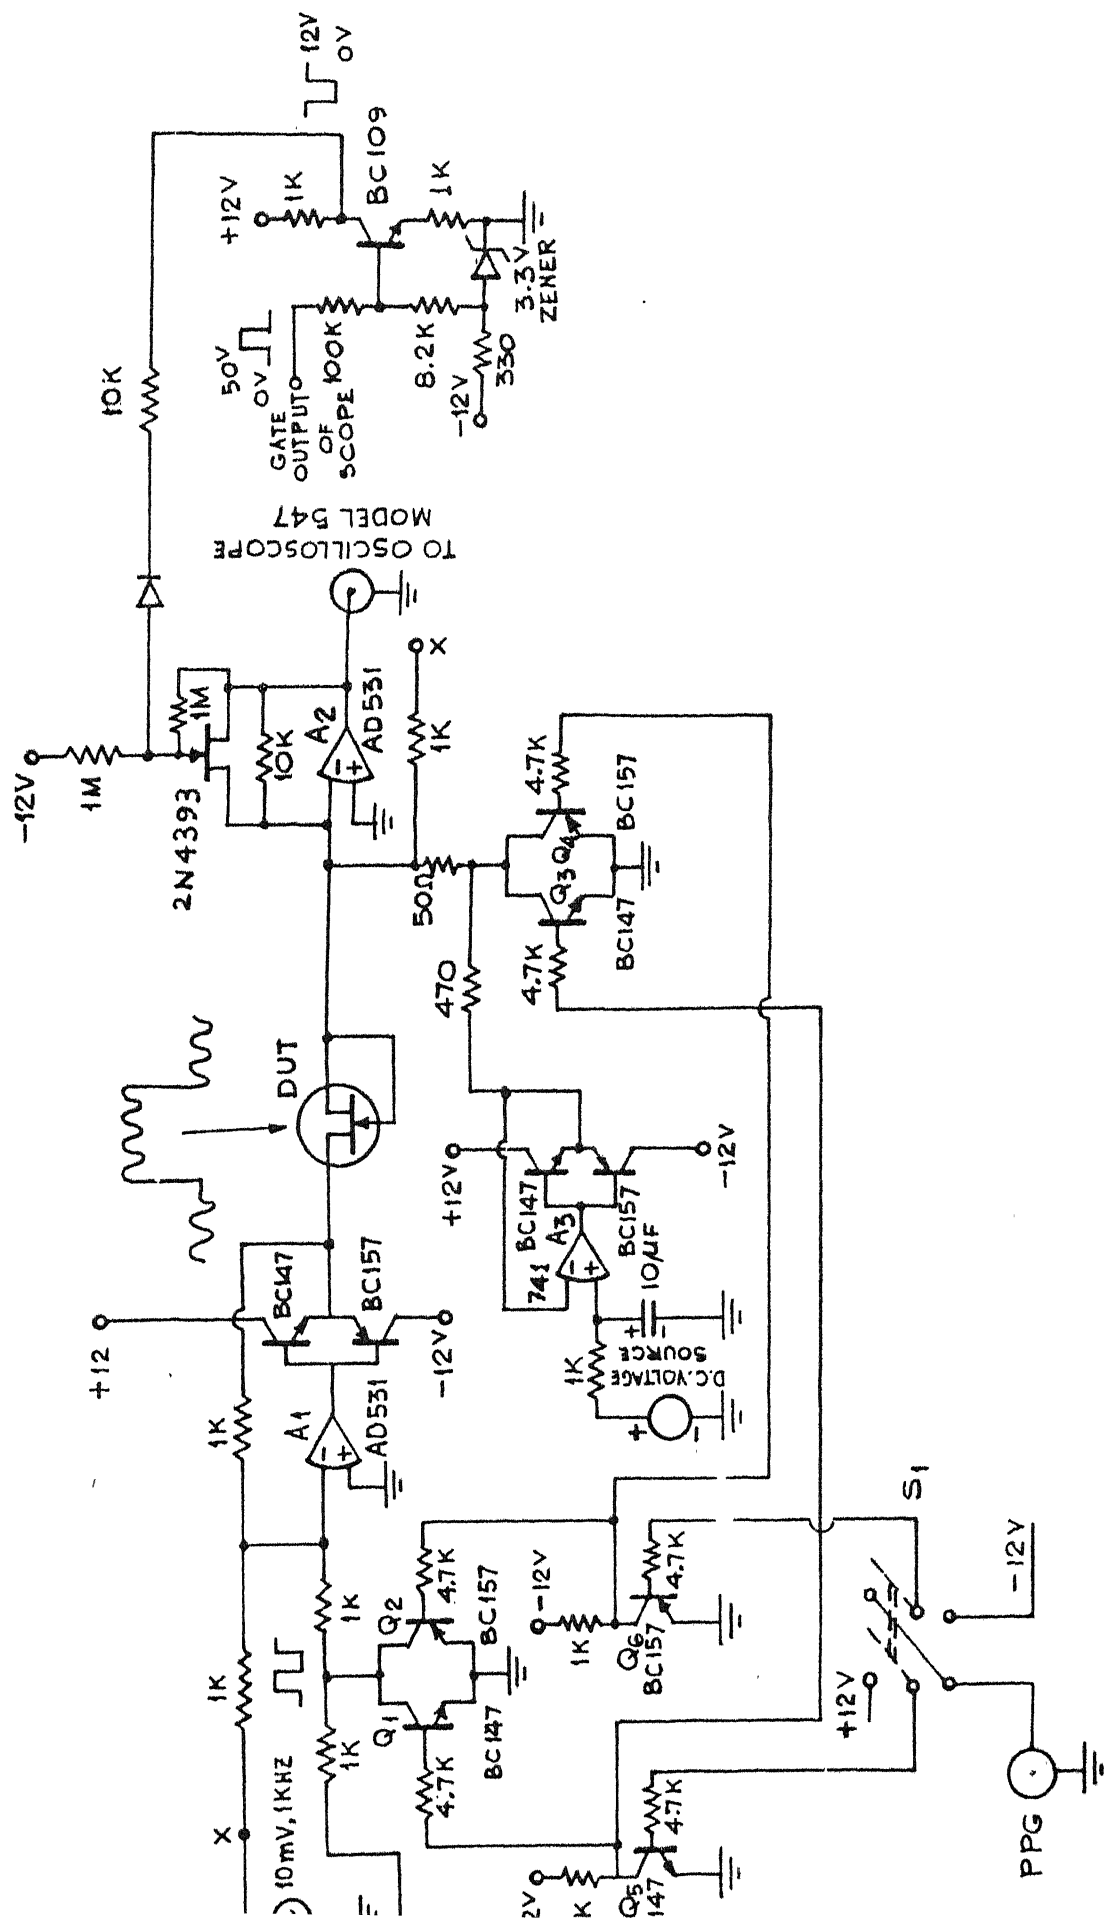 -12V
0V
BC109
+12V
1K
1K
3.3V
ZENER
50V
0V
GATE
OUTPUT
OF
SCOPE
100K
8.2K
-12V
330
10K
TO OSCILLOSCOPE
MODEL 547
-12V
1M
1M
2N4393
10K
A2
AD531
1K
X
50Ω
4.7K
Q3
Q4
BC157
BC147
4.7K
470
DUT
+12V
-12V
BC147
A3
BC157
741
10μF
1K
D.C. VOLTAGE
SOURCE
+12
BC147
BC157
-12V
1K
A1
AD531
1K
1K
1K
X
10mV, 1KHZ
Q1
Q2
4.7K
BC157
BC147
4.7K
-12V
1K
Q6
BC157
4.7K
S1
+12V
-12V
PPG
4.7K
2V
K
Q5
147